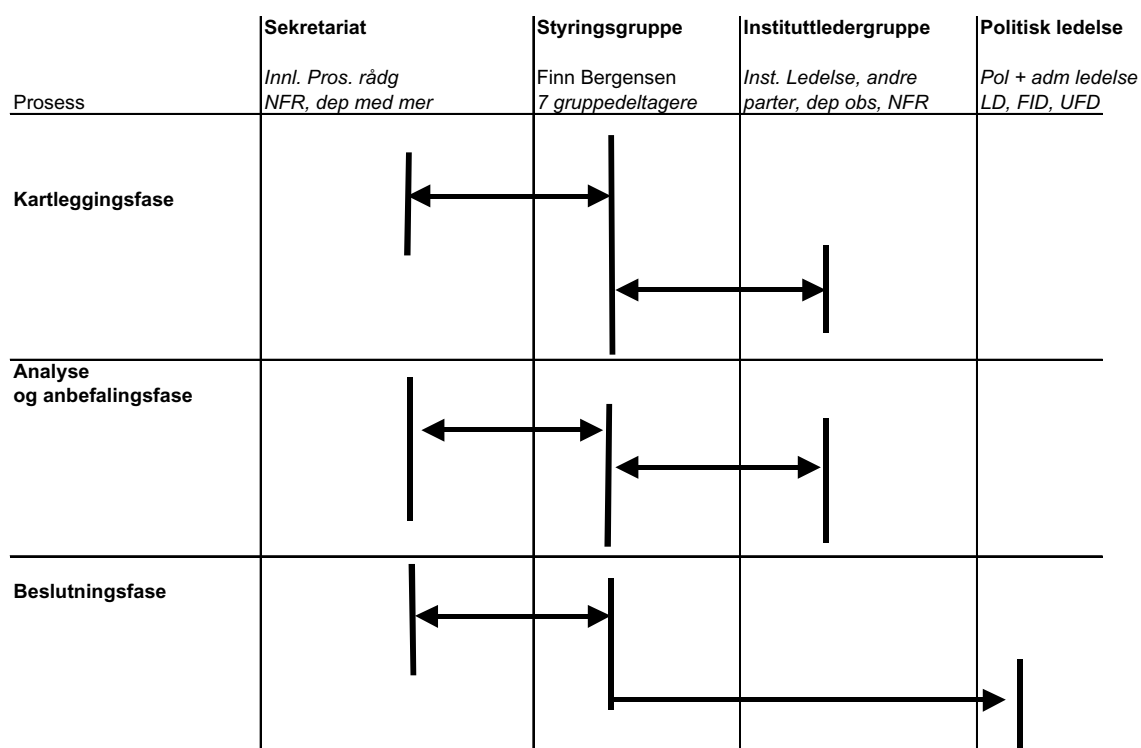 Sekretariat
Styringsgruppe
Instituttledergruppe
Politisk ledelse
Innl. Pros. rådg
Finn Bergensen
Inst. Ledelse, andre
Pol + adm ledelse
Prosess
NFR, dep med mer
7 gruppedeltagere
parter, dep obs, NFR
LD, FID, UFD
Kartleggingsfase
Analyse
og anbefalingsfase
Beslutningsfase